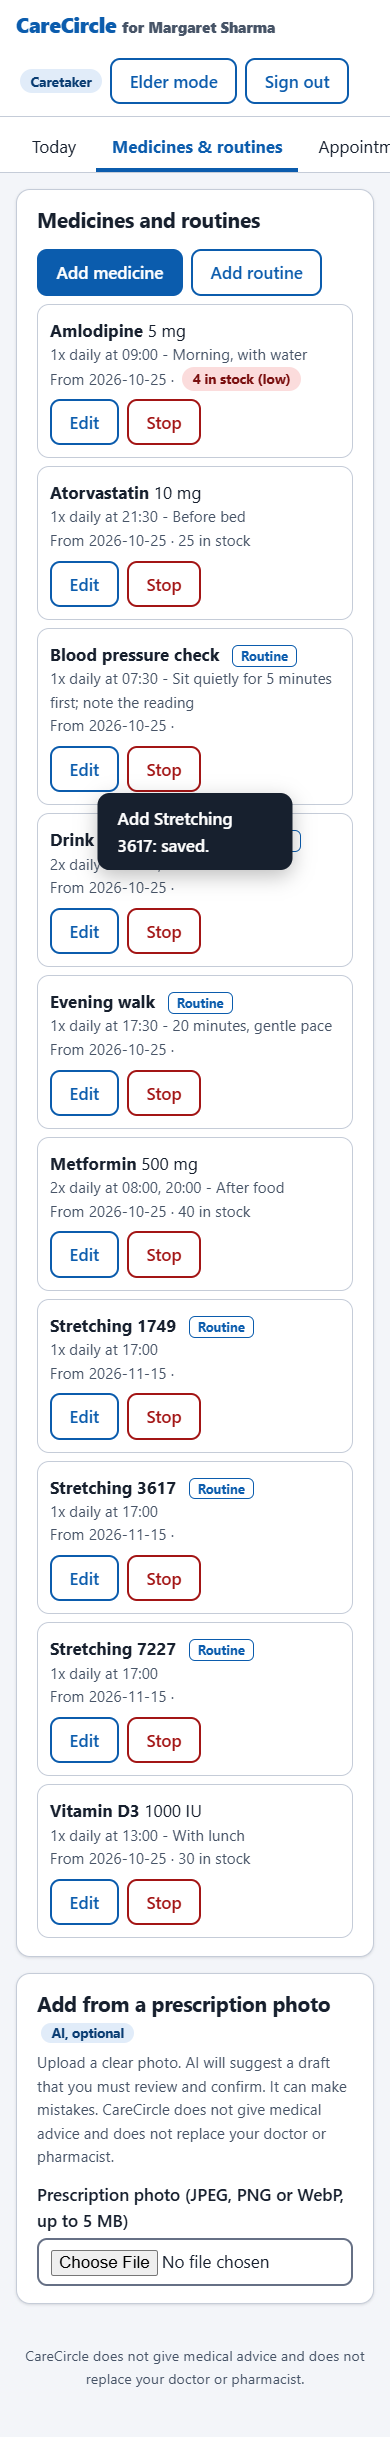 CareCircle for Margaret Sharma
Caretaker Elder mode Sign out
Today Medicines & routines Appointm
Medicines and routines
Add medicine Add routine
Amlodipine 5 mg
1x daily at 09:00 - Morning, with water
From 2026-10-25 · 4 in stock (low)
Edit Stop
Atorvastatin 10 mg
1x daily at 21:30 - Before bed
From 2026-10-25 · 25 in stock
Edit Stop
Blood pressure check Routine
1x daily at 07:30 - Sit quietly for 5 minutes
first; note the reading
From 2026-10-25 ·
Edit Stop
Add Stretching
3617: saved.
Drink
2x daily
From 2026-10-25 ·
Edit Stop
Evening walk Routine
1x daily at 17:30 - 20 minutes, gentle pace
From 2026-10-25 ·
Edit Stop
Metformin 500 mg
2x daily at 08:00, 20:00 - After food
From 2026-10-25 · 40 in stock
Edit Stop
Stretching 1749 Routine
1x daily at 17:00
From 2026-11-15 ·
Edit Stop
Stretching 3617 Routine
1x daily at 17:00
From 2026-11-15 ·
Edit Stop
Stretching 7227 Routine
1x daily at 17:00
From 2026-11-15 ·
Edit Stop
Vitamin D3 1000 IU
1x daily at 13:00 - With lunch
From 2026-10-25 · 30 in stock
Edit Stop
Add from a prescription photo
AI, optional
Upload a clear photo. AI will suggest a draft
that you must review and confirm. It can make
mistakes. CareCircle does not give medical
advice and does not replace your doctor or
pharmacist.
Prescription photo (JPEG, PNG or WebP,
up to 5 MB)
Choose File No file chosen
CareCircle does not give medical advice and does not
replace your doctor or pharmacist.